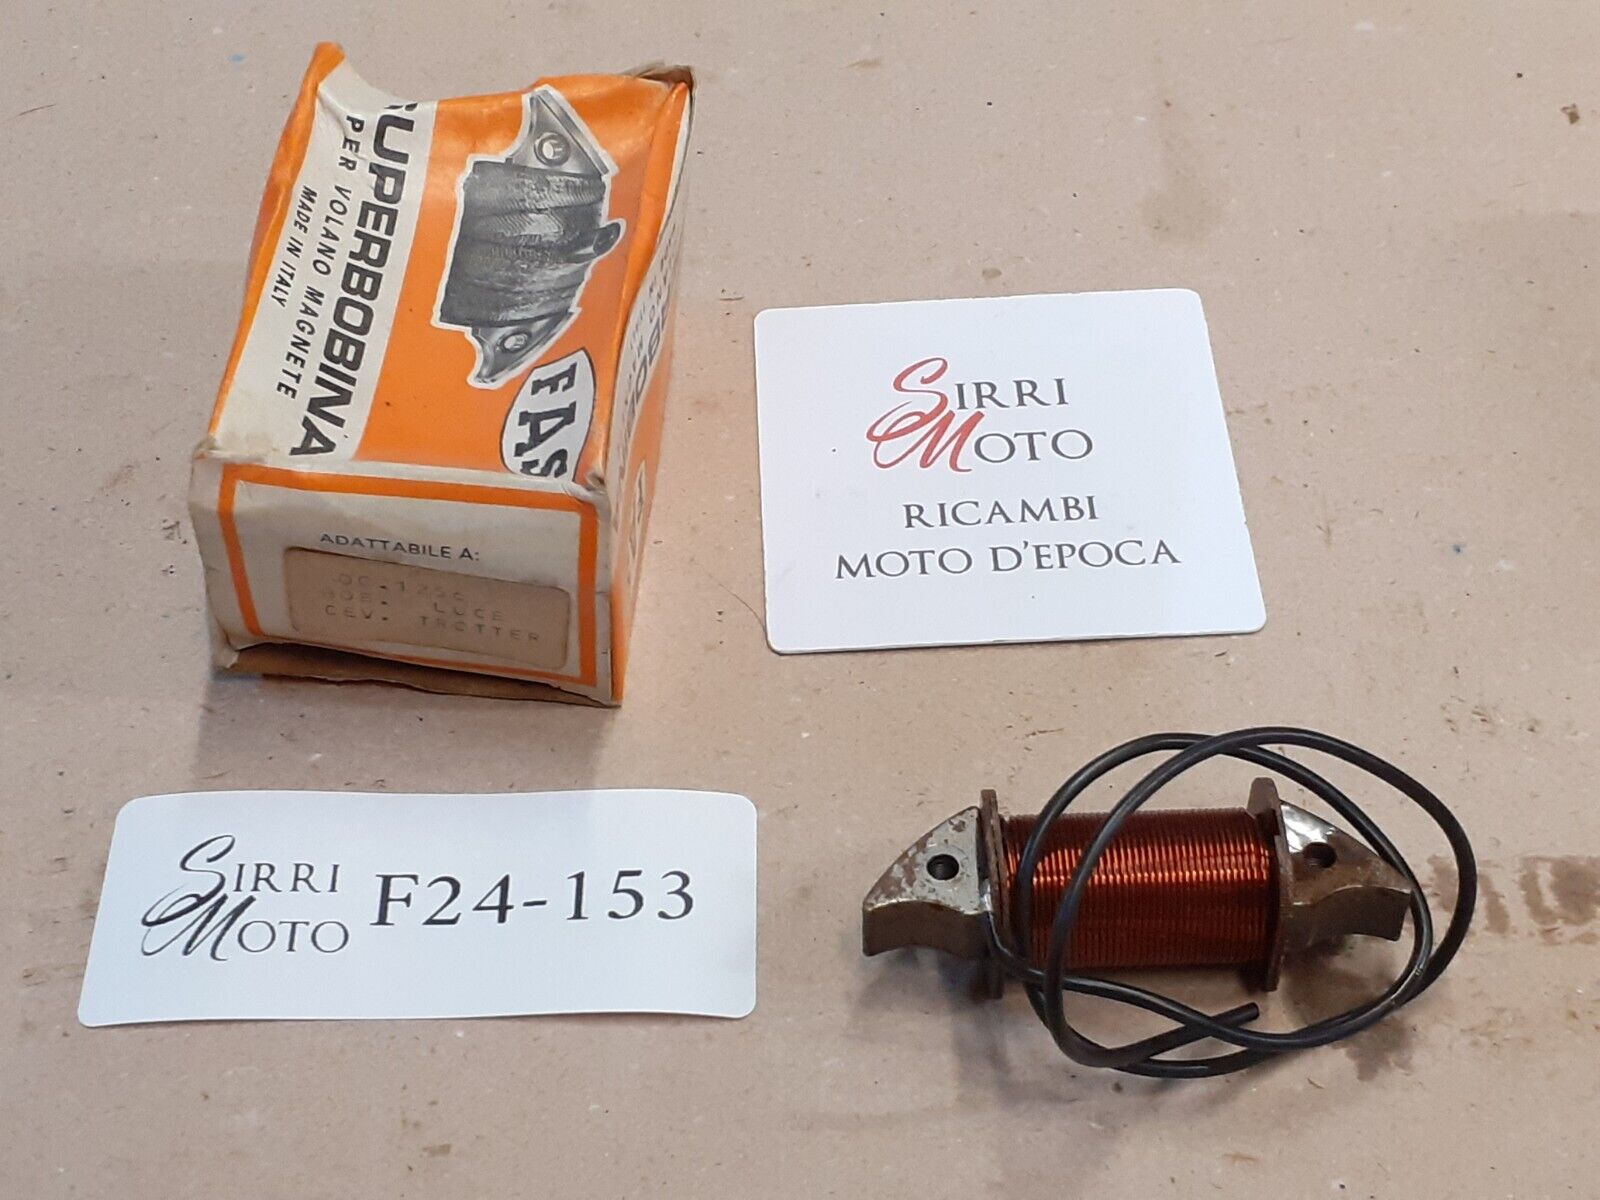 SUPERBOBINA
PER VOLANO MAGNETE
MADE IN ITALY
FAS
ADATTABILE A:
LUCE
CEV. TROTTER
SIRRI
MOTO
RICAMBI
MOTO D'EPOCA
SIRRI
MOTO
F24-153